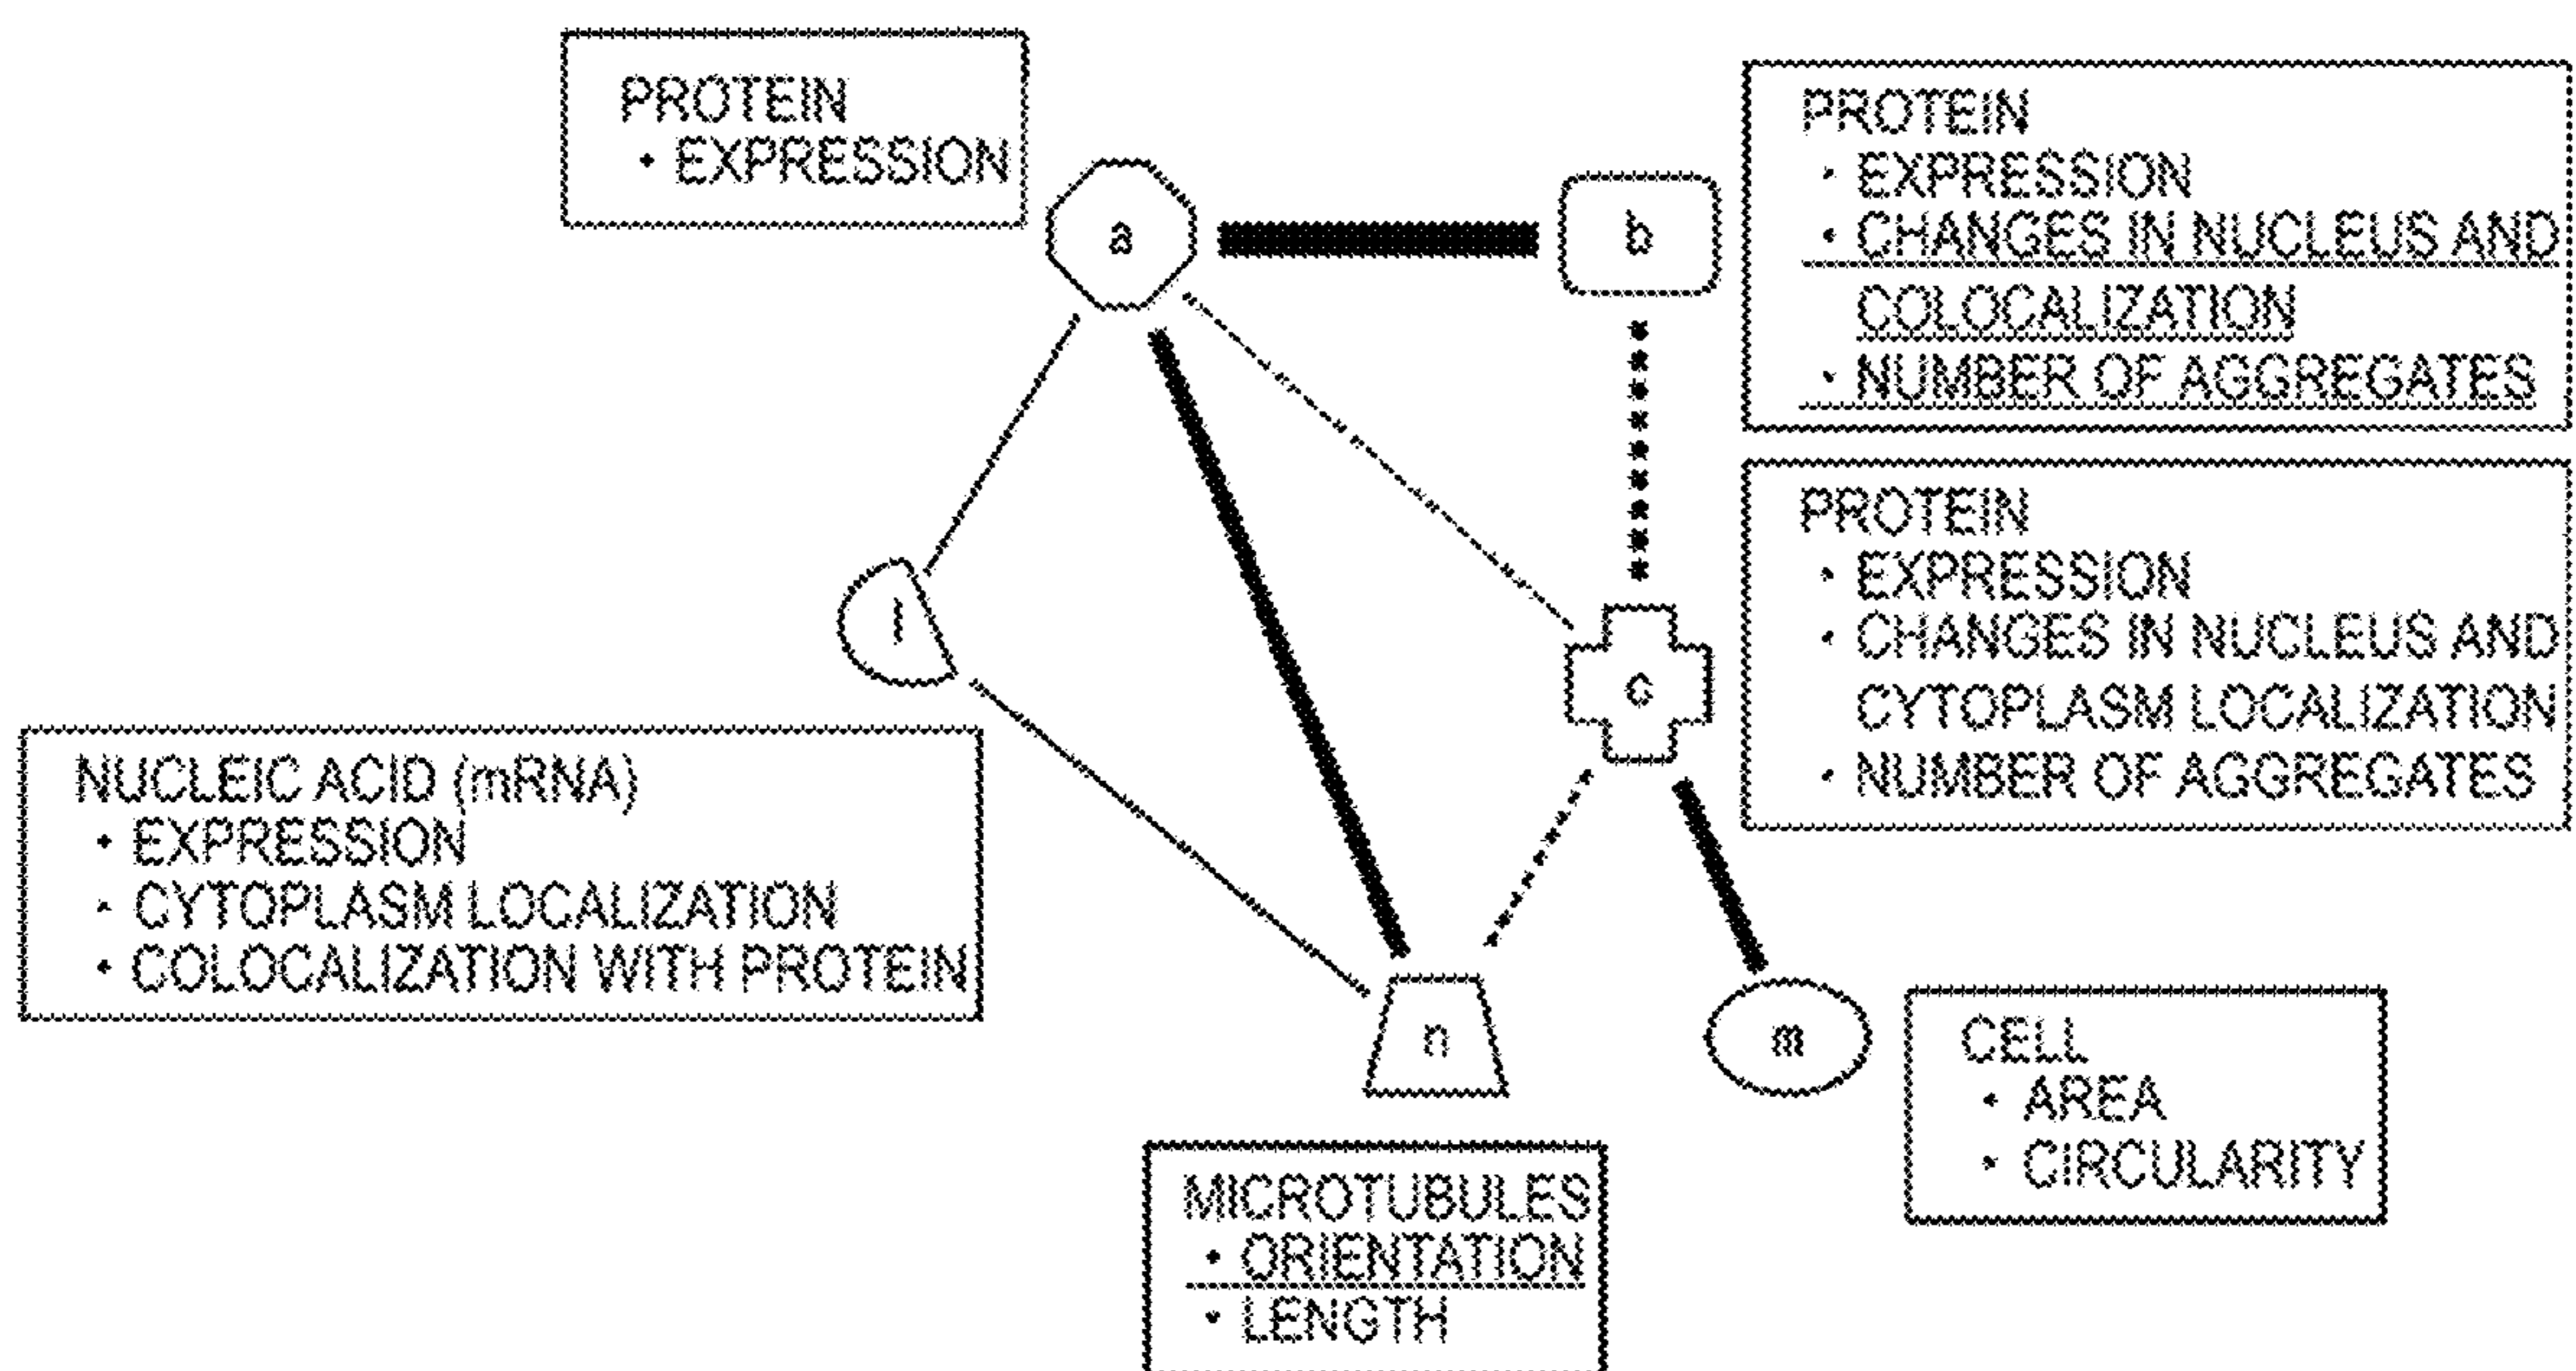 PROTEIN
• EXPRESSION
a
b
PROTEIN
• EXPRESSION
• CHANGES IN NUCLEUS AND
COLOCALIZATION
• NUMBER OF AGGREGATES
PROTEIN
• EXPRESSION
• CHANGES IN NUCLEUS AND
CYTOPLASM LOCALIZATION
• NUMBER OF AGGREGATES
l
c
NUCLEIC ACID (mRNA)
• EXPRESSION
• CYTOPLASM LOCALIZATION
• COLOCALIZATION WITH PROTEIN
n
m
CELL
• AREA
• CIRCULARITY
MICROTUBULES
• ORIENTATION
• LENGTH